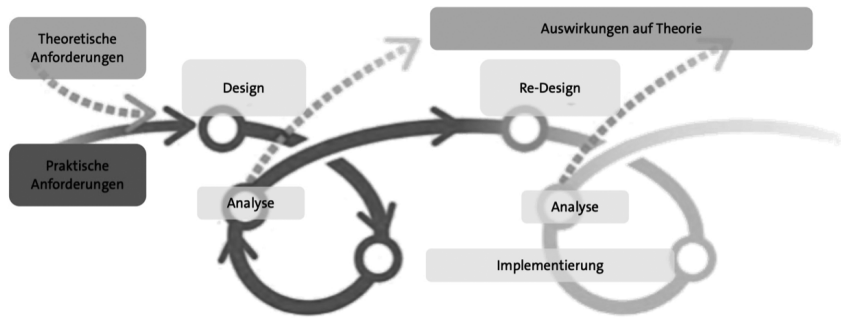 Theoretische
Anforderungen
Auswirkungen auf Theorie
Design
Re-Design
Praktische
Anforderungen
Analyse
Analyse
Implementierung